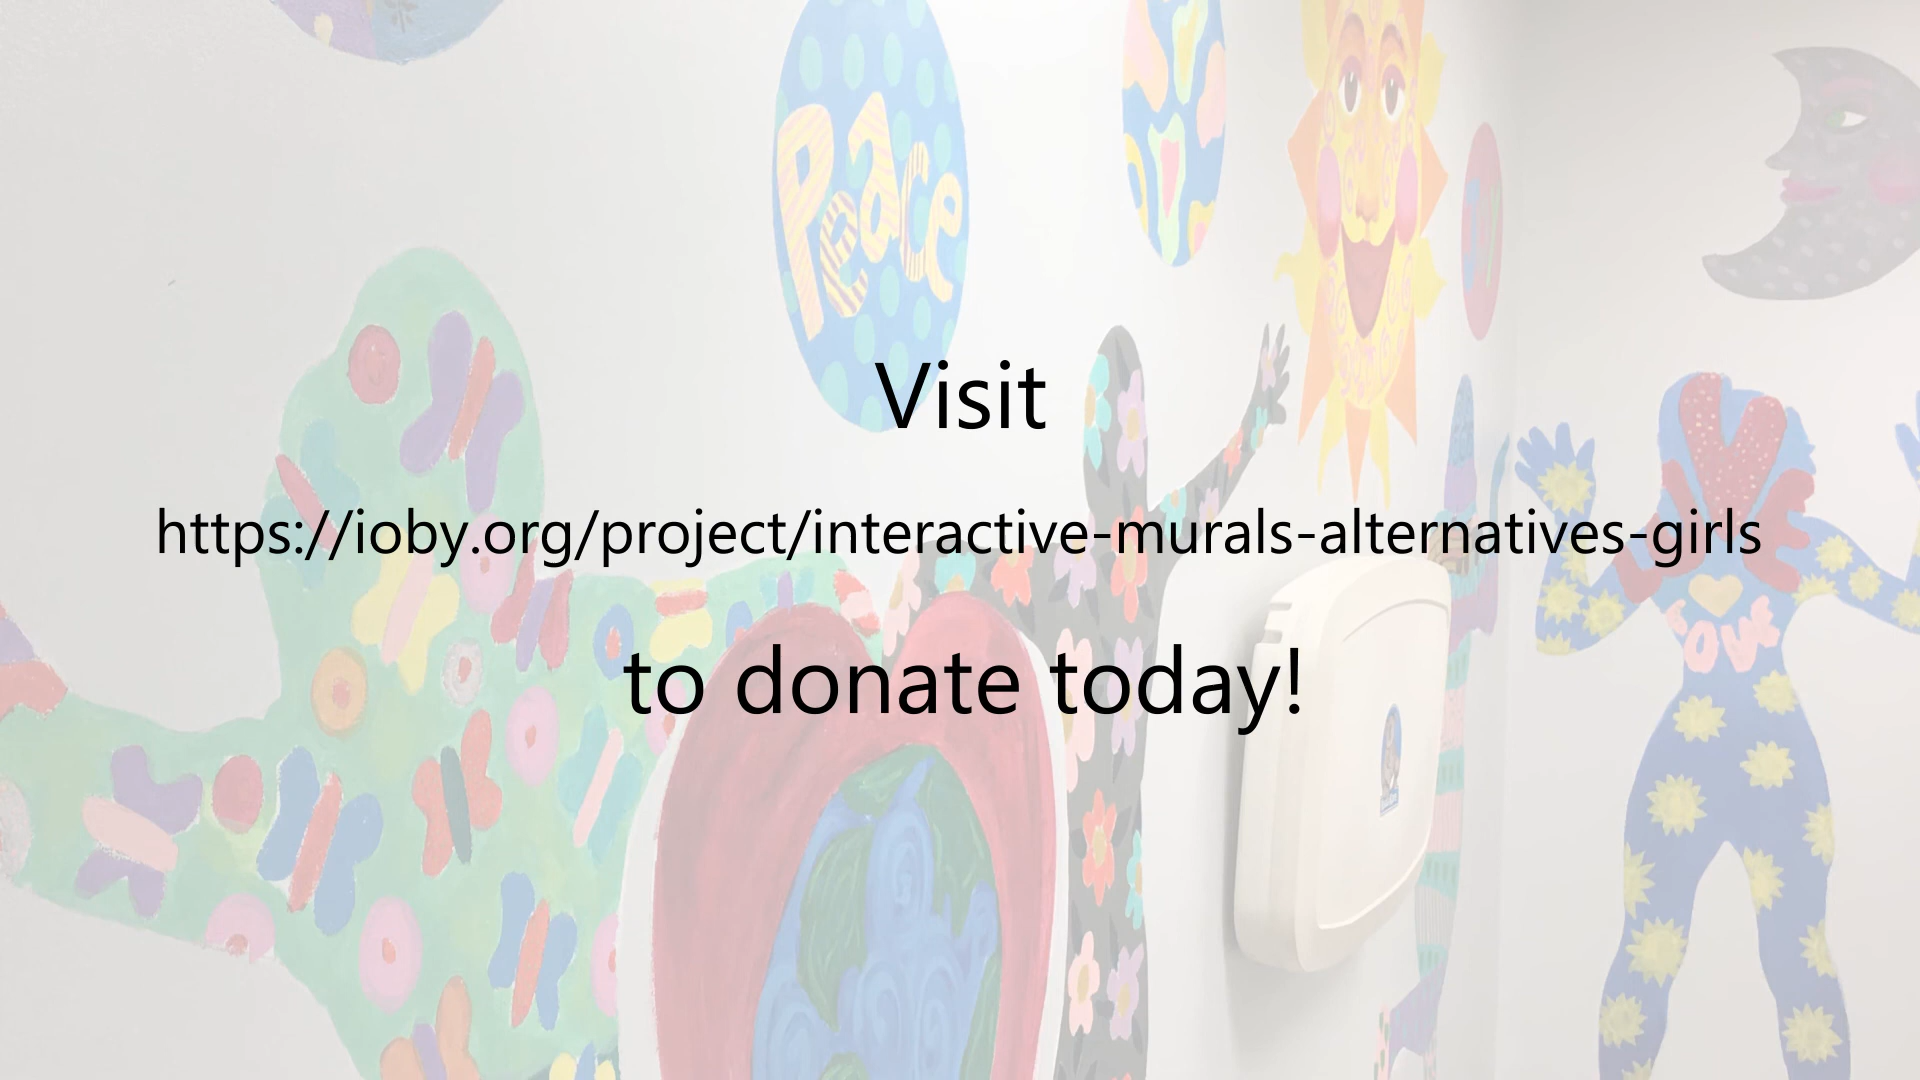 Peace
Visit
https://ioby.org/project/interactive-murals-alternatives-girls
LOVE
to donate today!